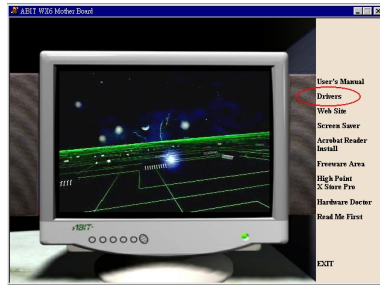 ABIT WX6 Mother Board
User's Manual
Drivers
Web Site
Screen Saver
Acrobat Reader
Install
Freeware Area
High Point
X Store Pro
Hardware Doctor
Read Me First
EXIT
ABIT